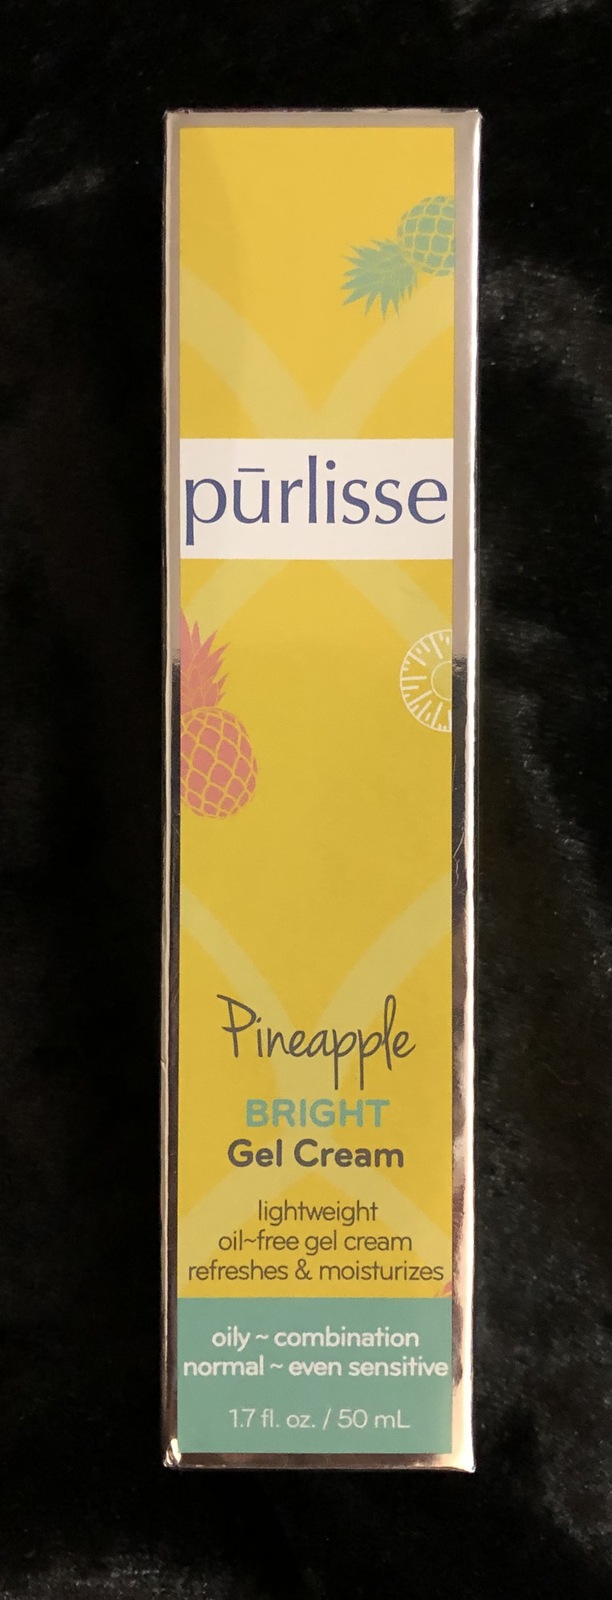 pūrlisse
Pineapple
BRIGHT
Gel Cream
lightweight
oil~free gel cream
refreshes & moisturizes
oily ~ combination
normal ~ even sensitive
1.7 fl. oz. / 50 mL